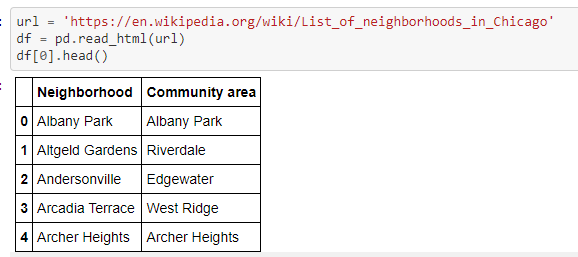 url = 'https://en.wikipedia.org/wiki/List_of_neighborhoods_in_Chicago'
df = pd.read_html(url)
df[0].head()
Neighborhood Community area
0 Albany Park Albany Park
1 Altgeld Gardens Riverdale
2 Andersonville Edgewater
3 Arcadia Terrace West Ridge
4 Archer Heights Archer Heights